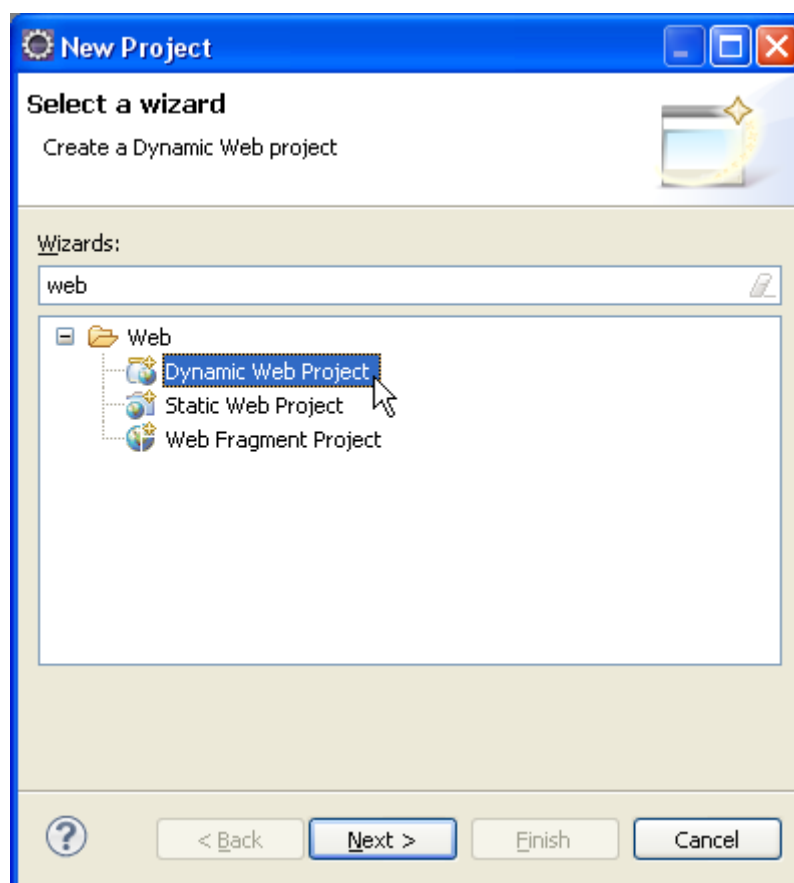 New Project
Select a wizard
Create a Dynamic Web project
Wizards:
web
Web
Dynamic Web Project
Static Web Project
Web Fragment Project
? < Back Next > Finish Cancel